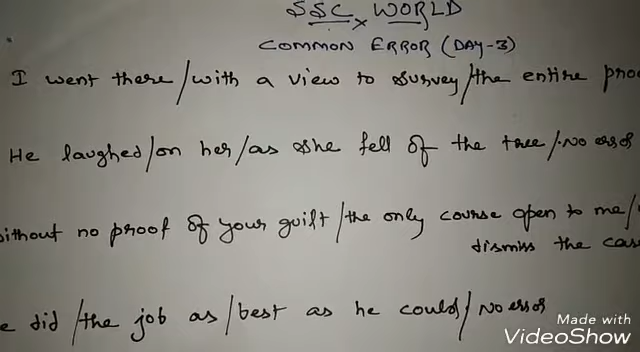 SSC WORLD
COMMON ERROR (DAY-3)
I went there/with a view to survey/the entire
He laughed/on her/as she fell of the tree/.No error
no proof of your guilt/the only course open to me/
dismiss the
did/the job as/best as he could/No error
Made with
VideoShow